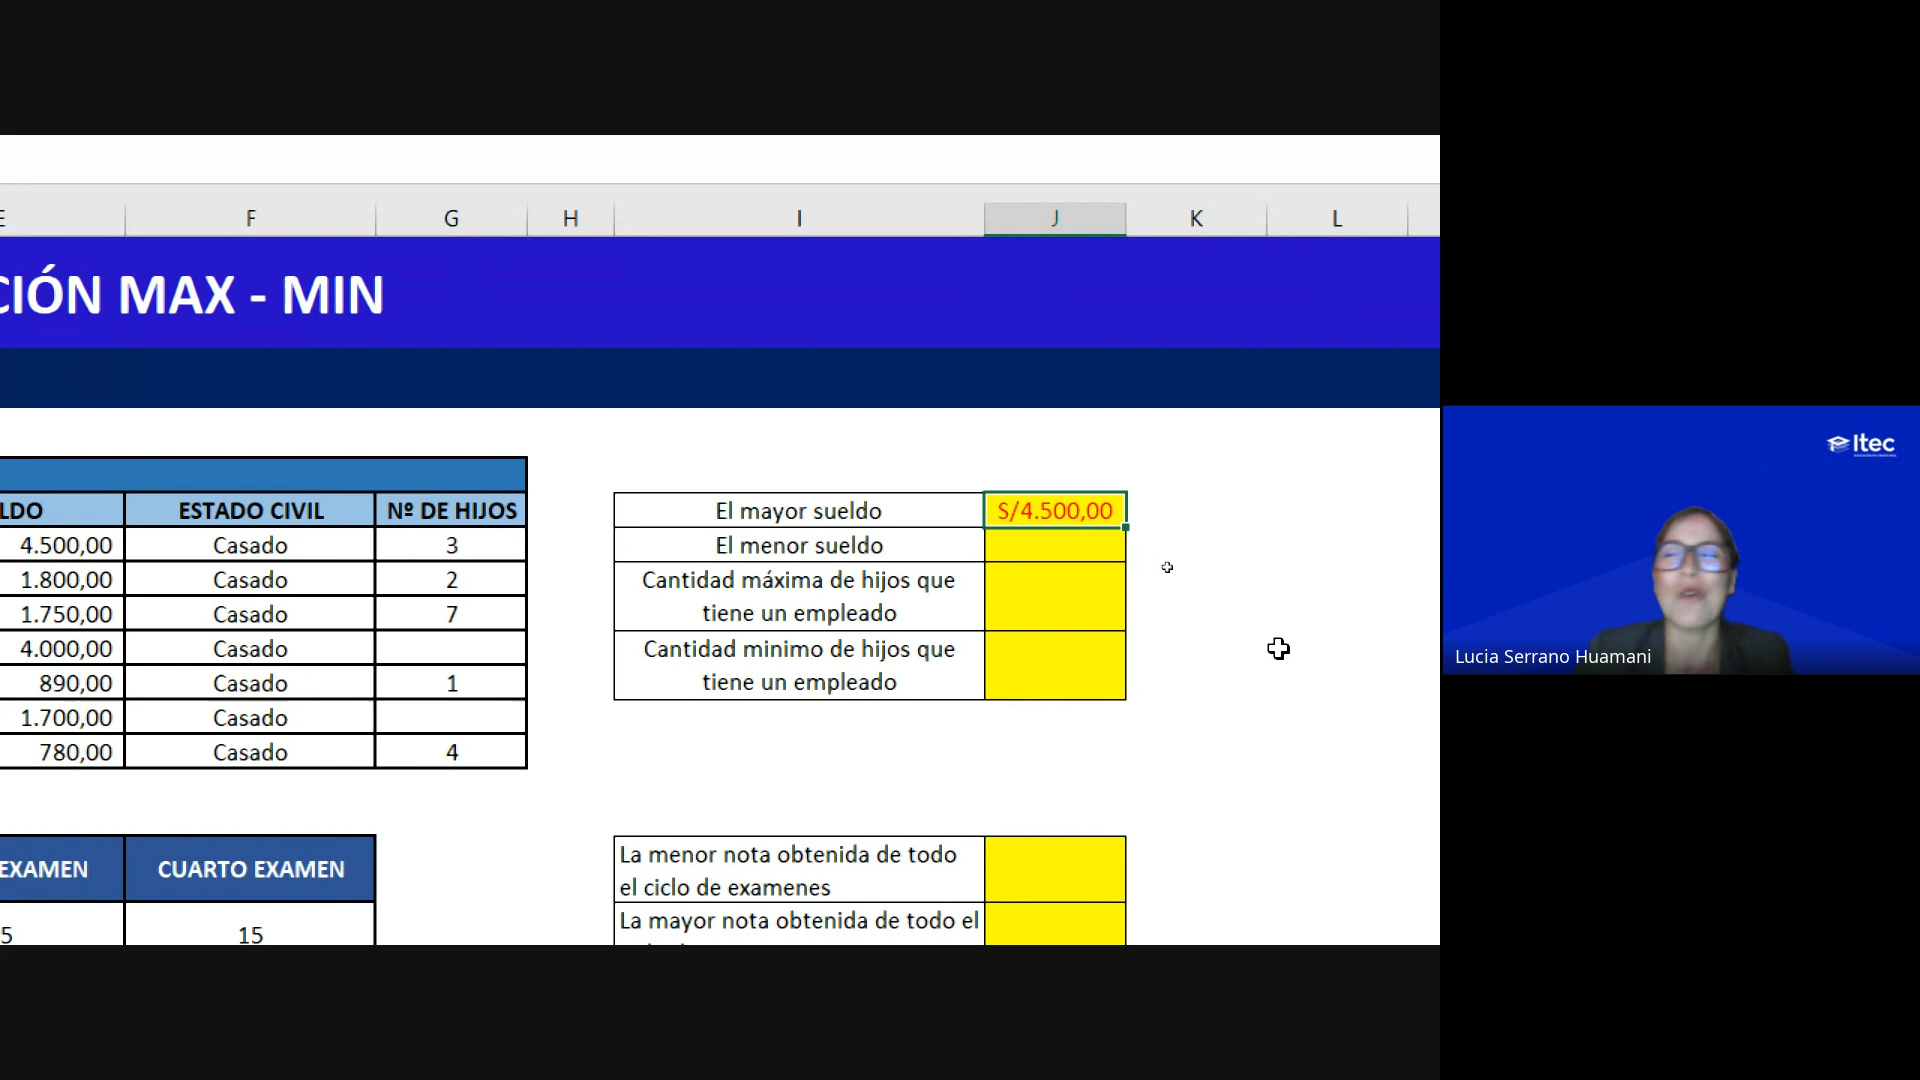 E F G H I J K L
CIÓN MAX - MIN
LDO ESTADO CIVIL Nº DE HIJOS
4.500,00 Casado 3
1.800,00 Casado 2
1.750,00 Casado 7
4.000,00 Casado
890,00 Casado 1
1.700,00 Casado
780,00 Casado 4
El mayor sueldo S/4.500,00
El menor sueldo
Cantidad máxima de hijos que
tiene un empleado
Cantidad minimo de hijos que
tiene un empleado
EXAMEN CUARTO EXAMEN
5 15
La menor nota obtenida de todo
el ciclo de examenes
La mayor nota obtenida de todo el
Itec
Lucia Serrano Huamani